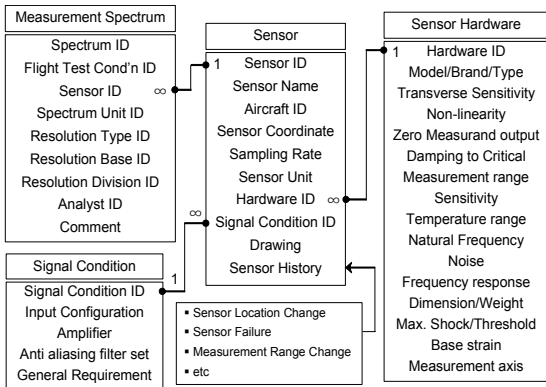 Measurement Spectrum
Spectrum ID
Flight Test Cond'n ID
Sensor ID
Spectrum Unit ID
Resolution Type ID
Resolution Base ID
Resolution Division ID
Analyst ID
Comment
∞
1
Sensor
Sensor ID
Sensor Name
Aircraft ID
Sensor Coordinate
Sampling Rate
Sensor Unit
Hardware ID ∞
∞ Signal Condition ID
Drawing
Sensor History
Sensor Hardware
1 Hardware ID
Model/Brand/Type
Transverse Sensitivity
Non-linearity
Zero Measurand output
Damping to Critical
Measurement range
Sensitivity
Temperature range
Natural Frequency
Noise
Frequency response
Dimension/Weight
Max. Shock/Threshold
Base strain
Measurement axis
Signal Condition
1
Signal Condition ID
Input Configuration
Amplifier
Anti aliasing filter set
General Requirement
▪ Sensor Location Change
▪ Sensor Failure
▪ Measurement Range Change
▪ etc